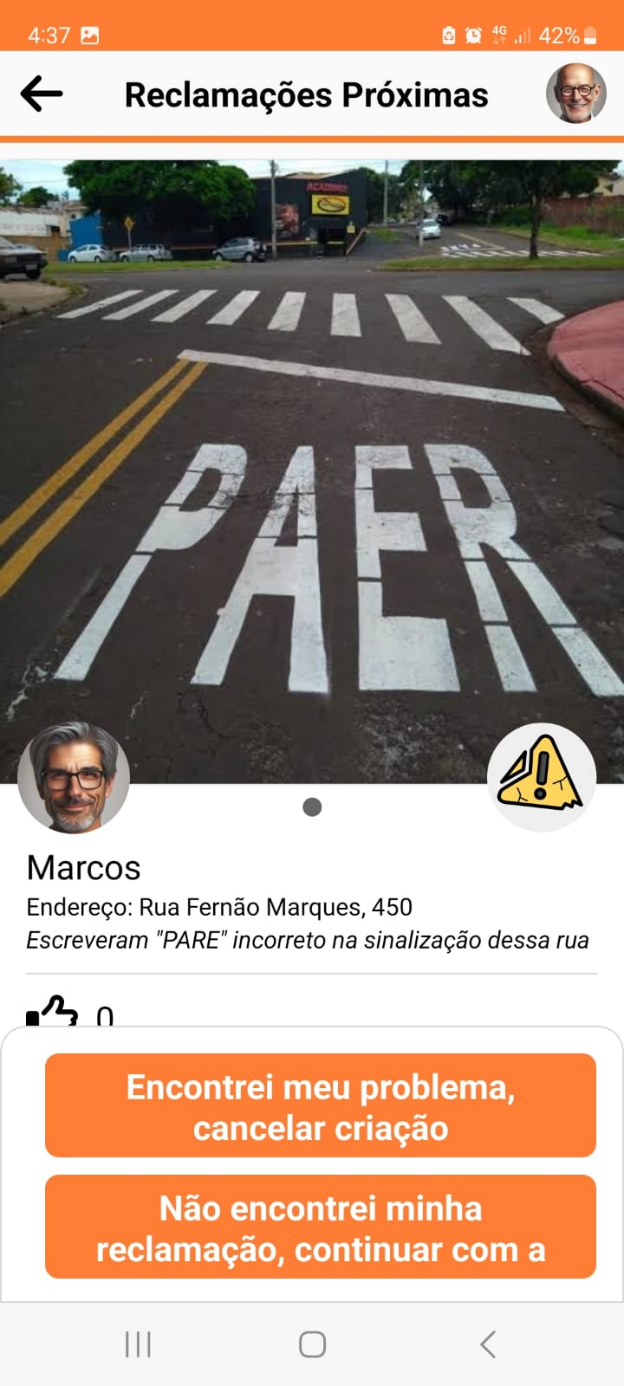 4:37 4G 42%
Reclamações Próximas
ACADEMIA
PAER
Marcos
Endereço: Rua Fernão Marques, 450
Escreveram "PARE" incorreto na sinalização dessa rua
0
Encontrei meu problema,
cancelar criação
Não encontrei minha
reclamação, continuar com a